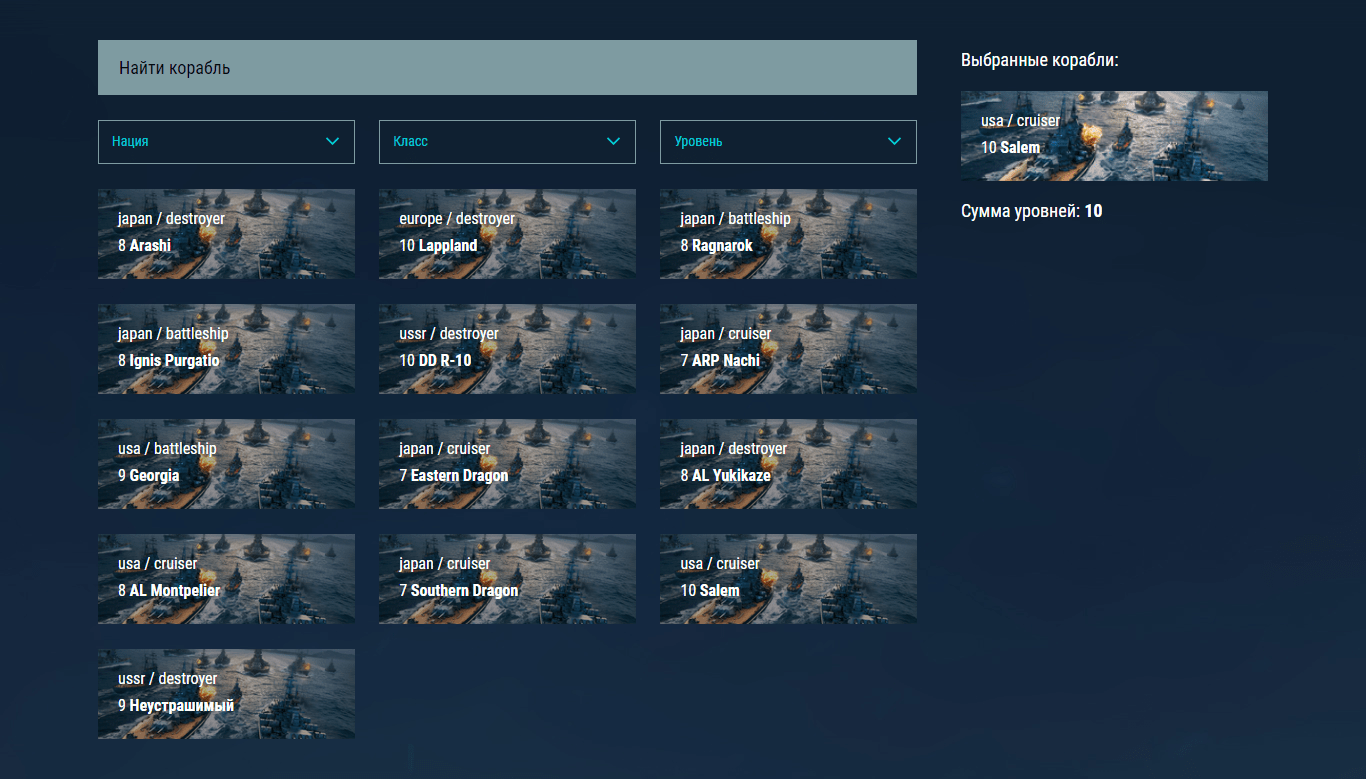 Найти корабль
Нация
Класс
Уровень
japan / destroyer
8 Arashi
europe / destroyer
10 Lappland
japan / battleship
8 Ragnarok
japan / battleship
8 Ignis Purgatio
ussr / destroyer
10 DD R-10
japan / cruiser
7 ARP Nachi
usa / battleship
9 Georgia
japan / cruiser
7 Eastern Dragon
japan / destroyer
8 AL Yukikaze
usa / cruiser
8 AL Montpelier
japan / cruiser
7 Southern Dragon
usa / cruiser
10 Salem
ussr / destroyer
9 Неустрашимый
Выбранные корабли:
usa / cruiser
10 Salem
Сумма уровней: 10